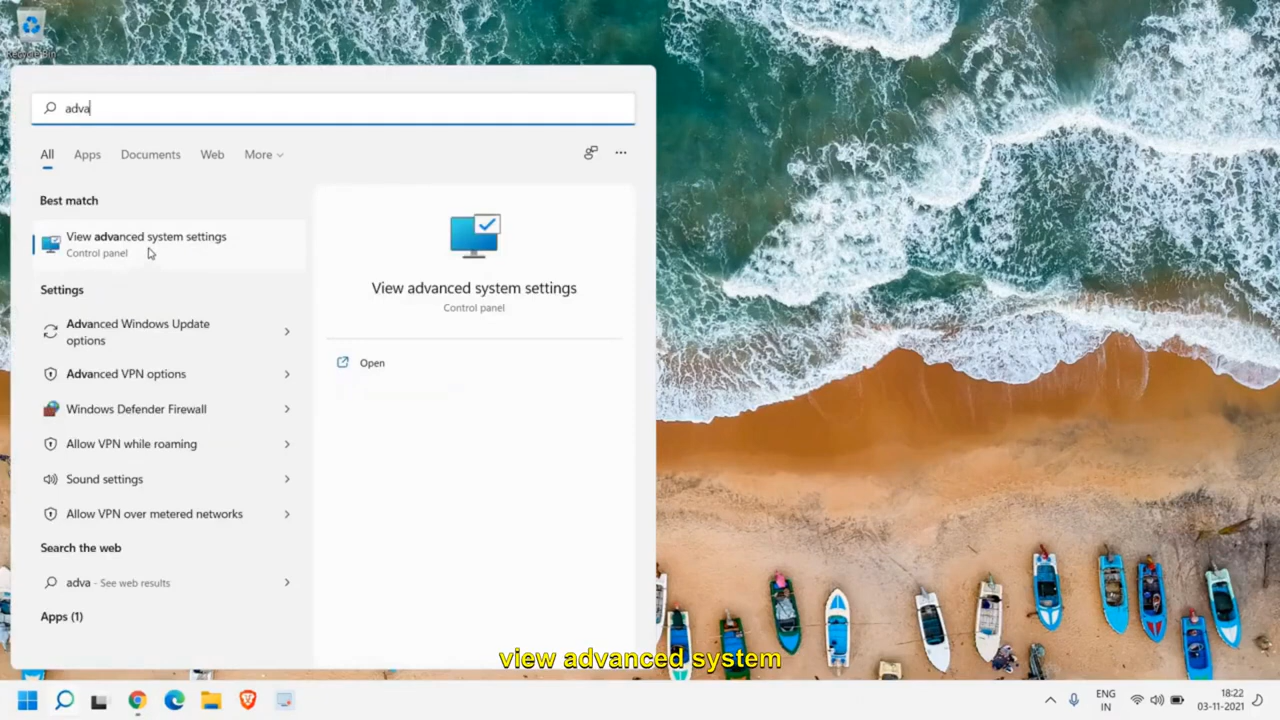 Recycle Bin
adva
All Apps Documents Web More
Best match
View advanced system settings
Control panel
Settings
Advanced Windows Update
options
Advanced VPN options
Windows Defender Firewall
Allow VPN while roaming
Sound settings
Allow VPN over metered networks
Search the web
adva - See web results
Apps (1)
View advanced system settings
Control panel
Open
view advanced system
ENG
IN
18:22
03-11-2021